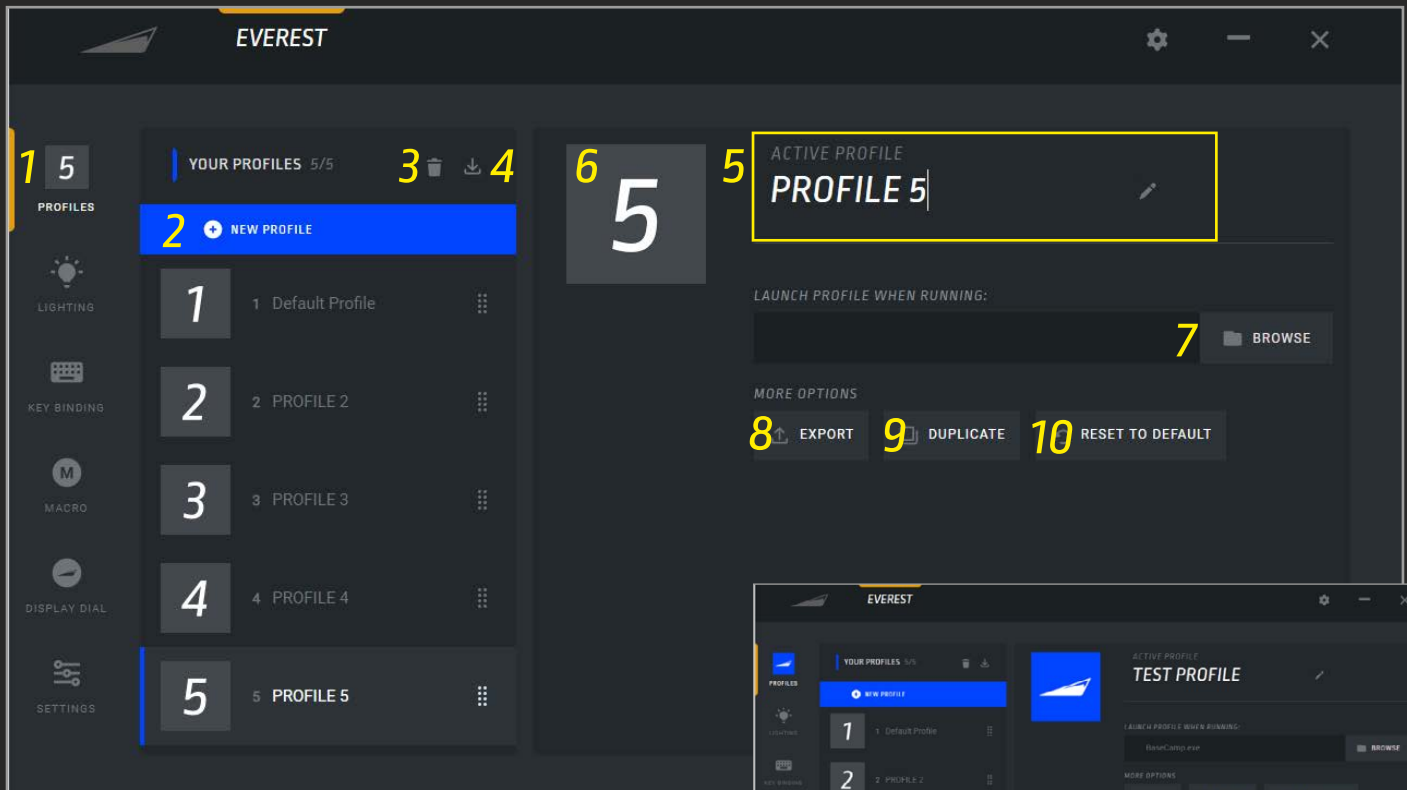 EVEREST
1 5
PROFILES
LIGHTING
KEY BINDING
M
MACRO
DISPLAY DIAL
SETTINGS
YOUR PROFILES 5/5 3 4
2 NEW PROFILE
1 1 Default Profile
2 2 PROFILE 2
3 3 PROFILE 3
4 4 PROFILE 4
5 5 PROFILE 5
6 5
5 ACTIVE PROFILE
PROFILE 5
LAUNCH PROFILE WHEN RUNNING:
7 BROWSE
MORE OPTIONS
8 EXPORT 9 DUPLICATE 10 RESET TO DEFAULT
EVEREST
PROFILES
LIGHTING
KEY BINDING
YOUR PROFILES 5/5
NEW PROFILE
1 1 Default Profile
2 2 PROFILE 2
ACTIVE PROFILE
TEST PROFILE
LAUNCH PROFILE WHEN RUNNING:
BaseCamp.exe BROWSE
MORE OPTIONS